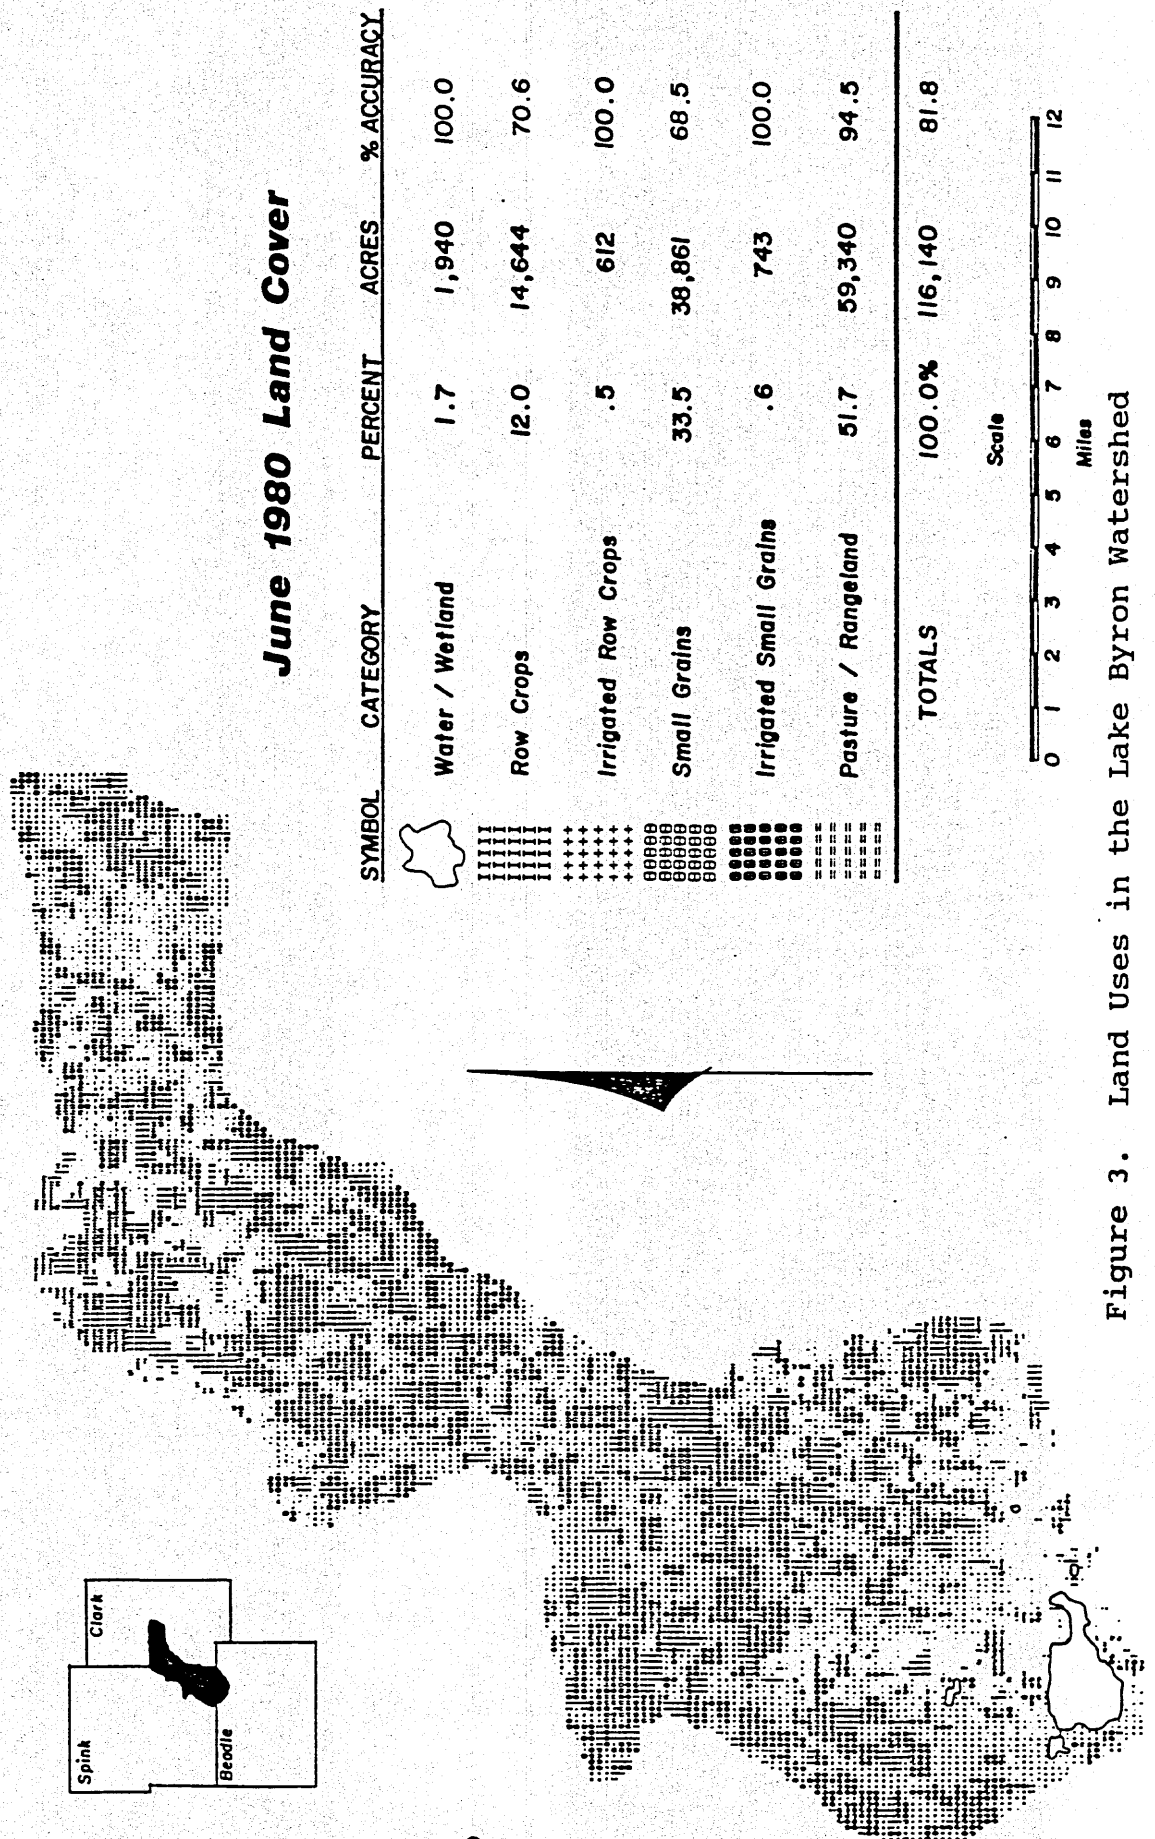 June 1980 Land Cover
SYMBOL CATEGORY PERCENT ACRES % ACCURACY
Water / Wetland 1.7 1,940 100.0
Row Crops 12.0 14,644 70.6
Irrigated Row Crops .5 612 100.0
Small Grains 33.5 38,861 68.5
Irrigated Small Grains .6 743 100.0
Pasture / Rangeland 51.7 59,340 94.5
TOTALS 100.0% 116,140 81.8
Scale
0 1 2 3 4 5 6 7 8 9 10 11 12
Miles
Spink
Clark
Beadle
Figure 3. Land Uses in the Lake Byron Watershed